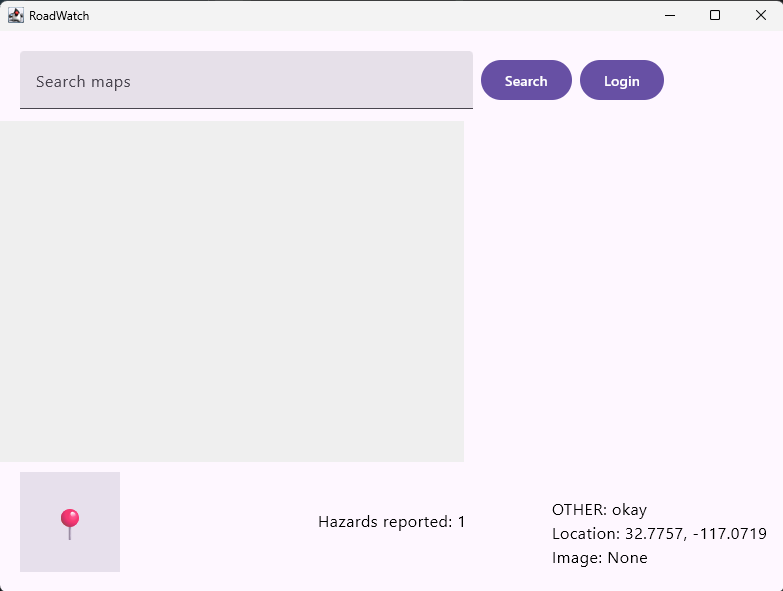 RoadWatch
Search maps
Search
Login
Hazards reported: 1
OTHER: okay
Location: 32.7757, -117.0719
Image: None